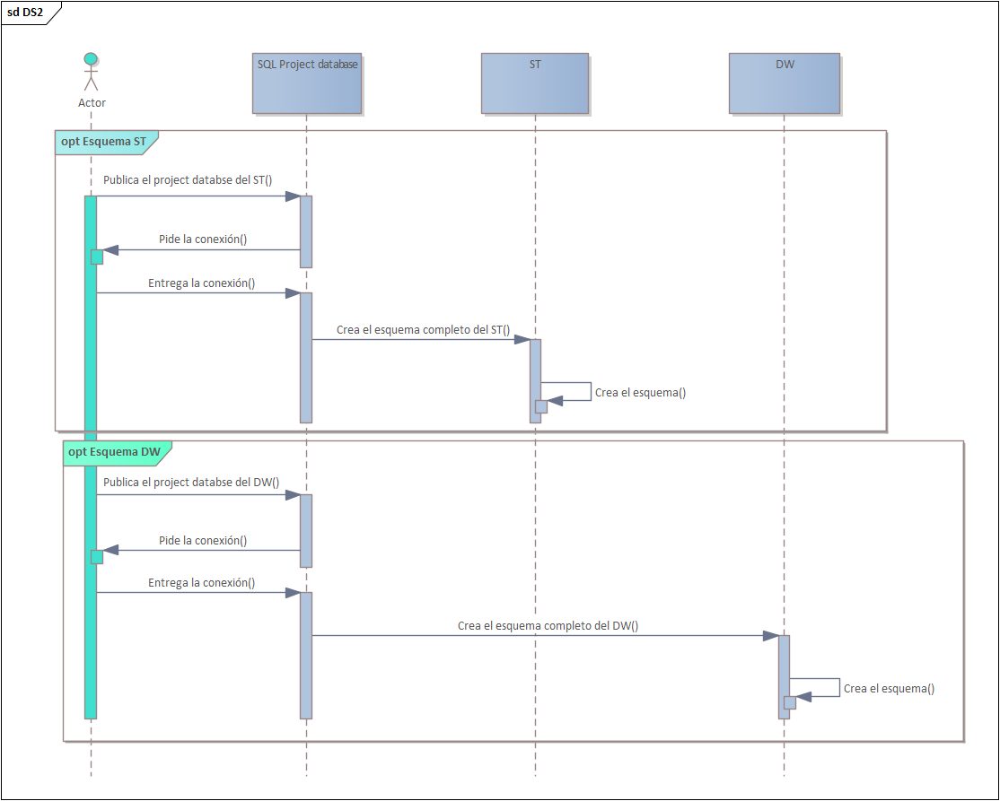 sd DS2
Actor
SQL Project database
ST
DW
opt Esquema ST
Publica el project databse del ST()
Pide la conexión()
Entrega la conexión()
Crea el esquema completo del ST()
Crea el esquema()
opt Esquema DW
Publica el project databse del DW()
Pide la conexión()
Entrega la conexión()
Crea el esquema completo del DW()
Crea el esquema()